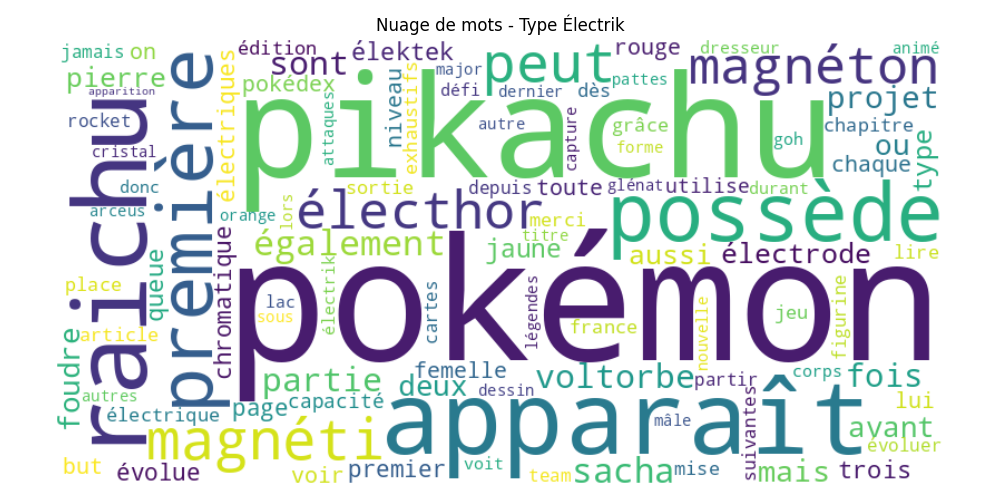 Nuage de mots - Type Électrik
jamais
on
édition
élektek
peut
rouge
dresseur
animé
pierre
sont
major
magnéton
pokédex
défi
dernier
dès
pattes
apparition
première
électriques
pikachu
niveau
exhaustifs
projet
rocket
raichu
attaques
autre
capture
grâce
goh
chapitre
cristal
forme
ou
chaque
type
donc
sortie
depuis
toute
glénat
utilise
durant
arceus
orange
lors
électhor
merci
possède
titre
également
jaune
aussi
électrode
lire
queue
chromatique
électrik
pokémon
place
lac
sous
cartes
légendes
france
nouvelle
jeu
figurine
article
foudre
partie
femelle
deux
voltorbe
partir
corps
fois
autres
dessin
électrique
page
capacité
apparaît
mâle
suivantes
lui
avant
magnéti
évoluer
but
évolue
voir
premier
voit
team
sacha
mise
mais
trois